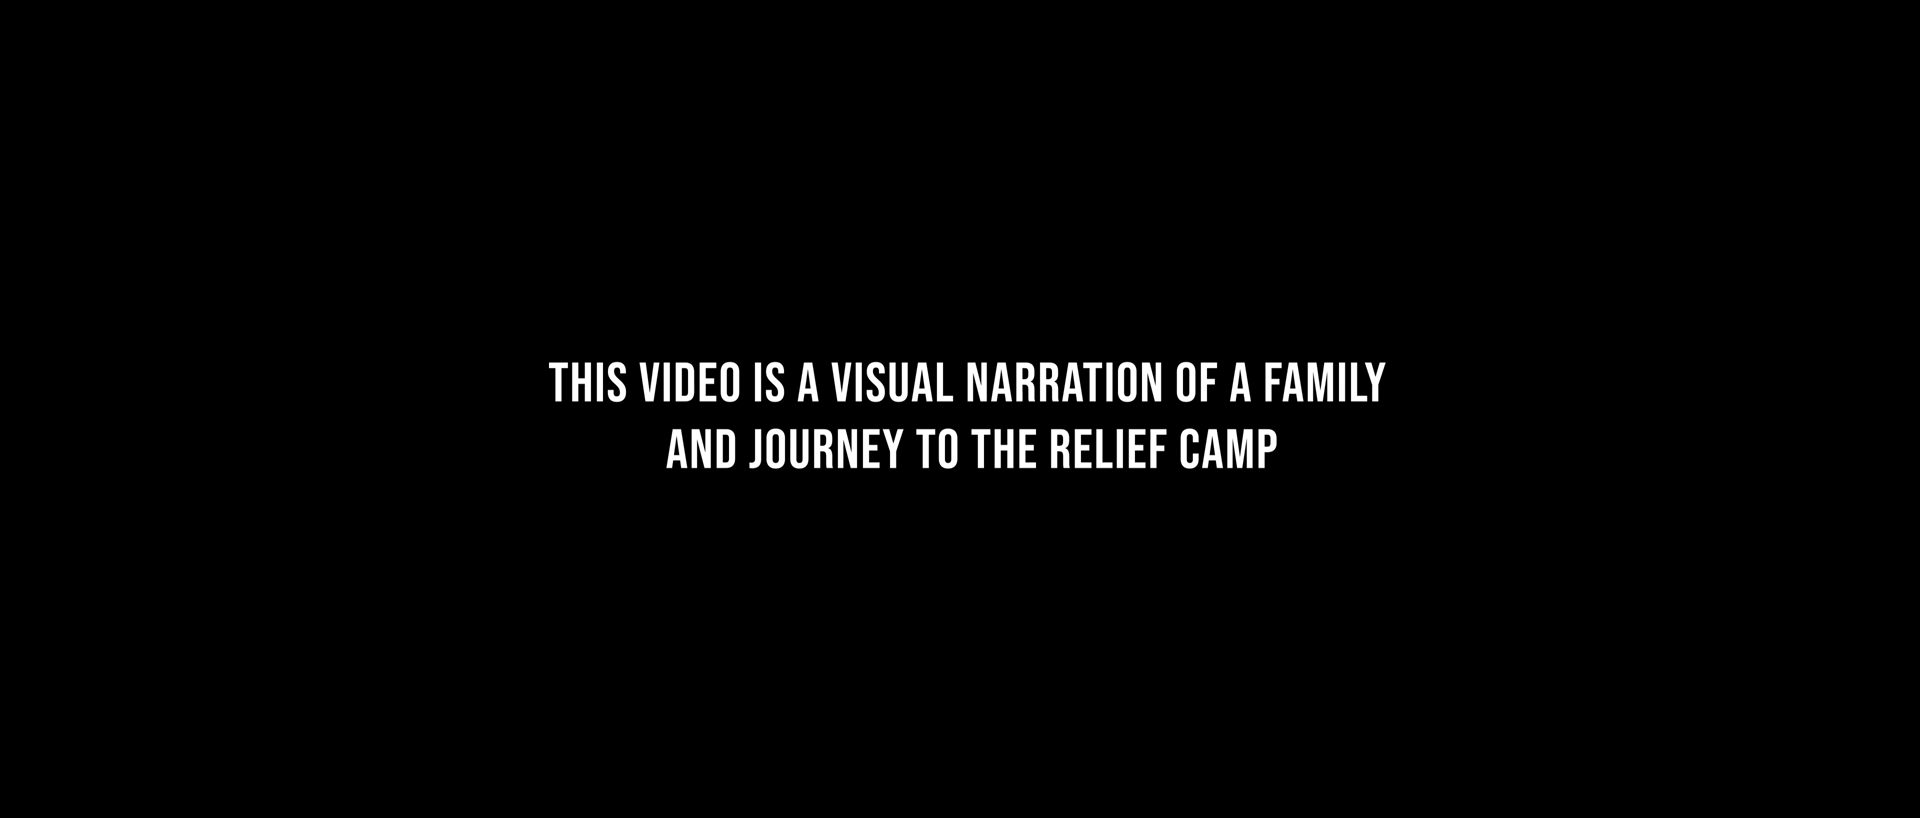 THIS VIDEO IS A VISUAL NARRATION OF A FAMILY
AND JOURNEY TO THE RELIEF CAMP